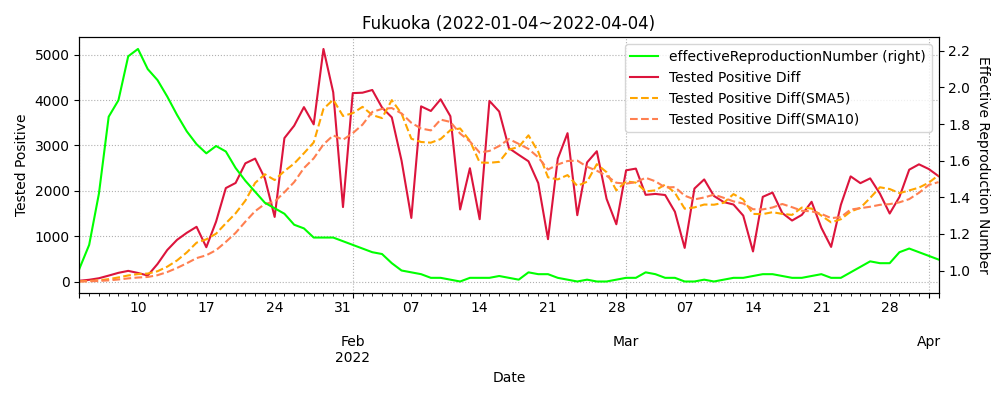 Fukuoka (2022-01-04~2022-04-04)
effectiveReproductionNumber (right)
Tested Positive Diff
Tested Positive Diff(SMA5)
Tested Positive Diff(SMA10)
Tested Positive
5000
4000
3000
2000
1000
0
2.2
2.0
1.8
1.6
1.4
1.2
1.0
Effective Reproduction Number
10 17 24 31 07 14 21 28 07 14 21 28
Feb Mar Apr
2022
Date